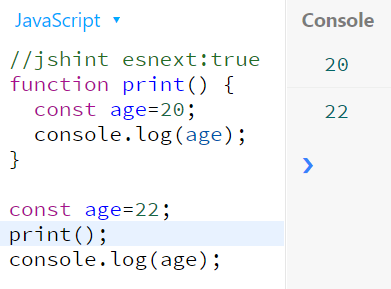 JavaScript ▾
//jshint esnext:true
function print() {
  const age=20;
  console.log(age);
}
const age=22;
print();
console.log(age);
Console
20
22
❯